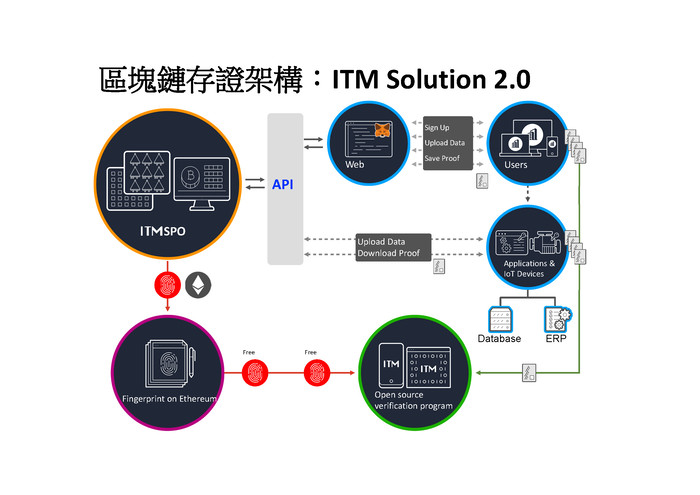 區塊鏈存證架構：ITM Solution 2.0
ITMSPO
API
Web
Sign Up
Upload Data
Save Proof
Users
Upload Data
Download Proof
Applications &
IoT Devices
Database
ERP
Free
Free
Fingerprint on Ethereum
ITM
ITM
Open source
verification program